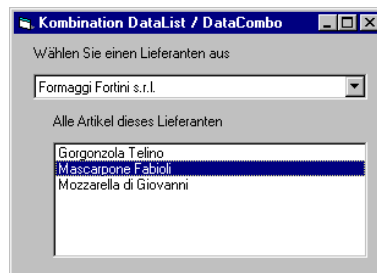 Kombination DataList / DataCombo
Wählen Sie einen Lieferanten aus
Formaggi Fortini s.r.l.
Alle Artikel dieses Lieferanten
Gorgonzola Telino
Mascarpone Fabioli
Mozzarella di Giovanni